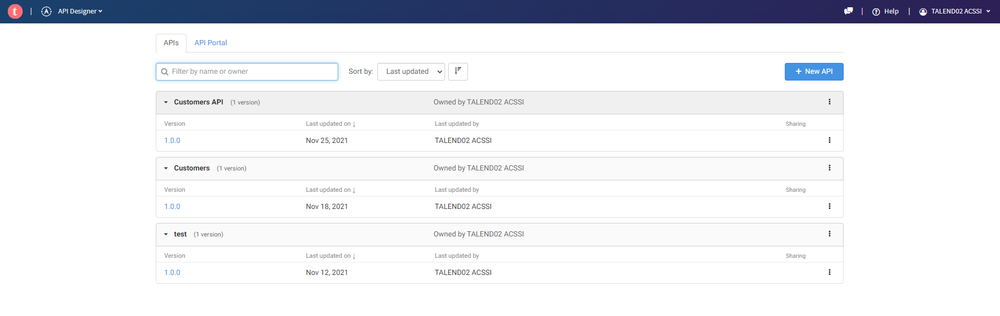 t | API Designer | Help | TALEND02 ACSSI
APIs API Portal
Filter by name or owner Sort by: Last updated + New API
Customers API (1 version) Owned by TALEND02 ACSSI
Version Last updated on ↓ Last updated by Sharing
1.0.0 Nov 25, 2021 TALEND02 ACSSI
Customers (1 version) Owned by TALEND02 ACSSI
Version Last updated on ↓ Last updated by Sharing
1.0.0 Nov 18, 2021 TALEND02 ACSSI
test (1 version) Owned by TALEND02 ACSSI
Version Last updated on ↓ Last updated by Sharing
1.0.0 Nov 12, 2021 TALEND02 ACSSI